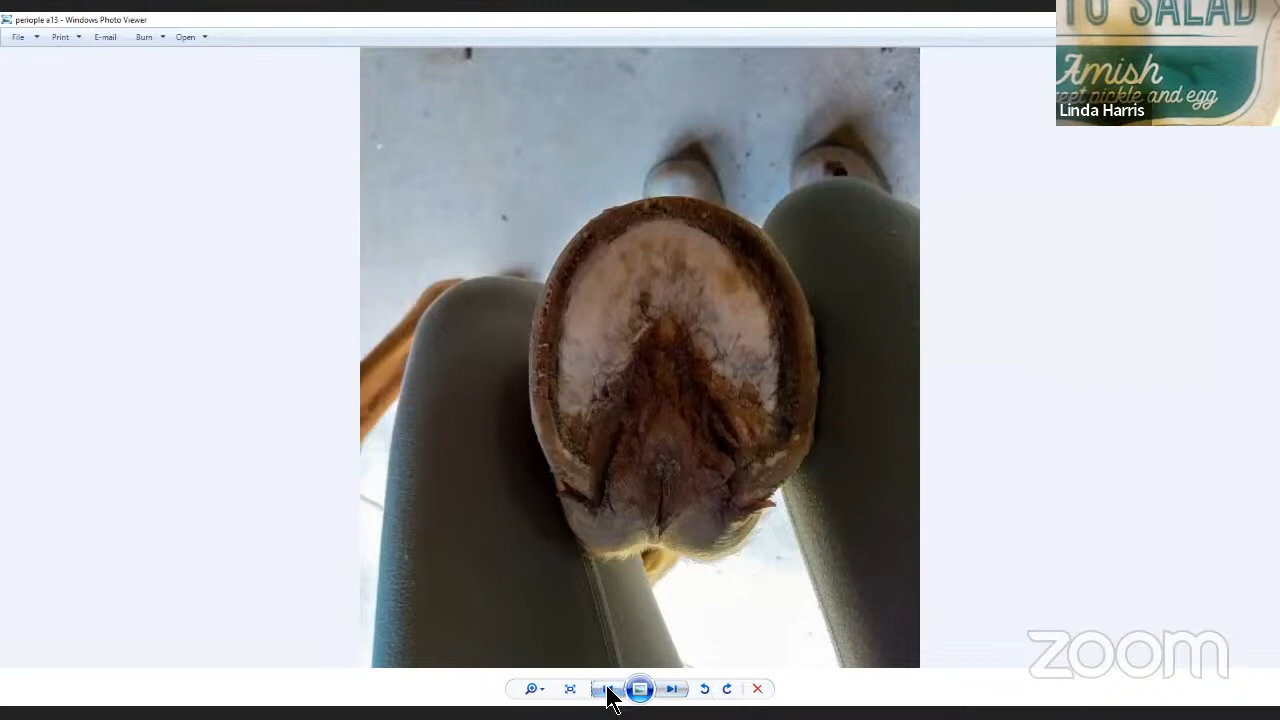 periople a13 - Windows Photo Viewer
File Print E-mail Burn Open
TO SALAD
Amish
eet pickle and egg
Linda Harris
zoom